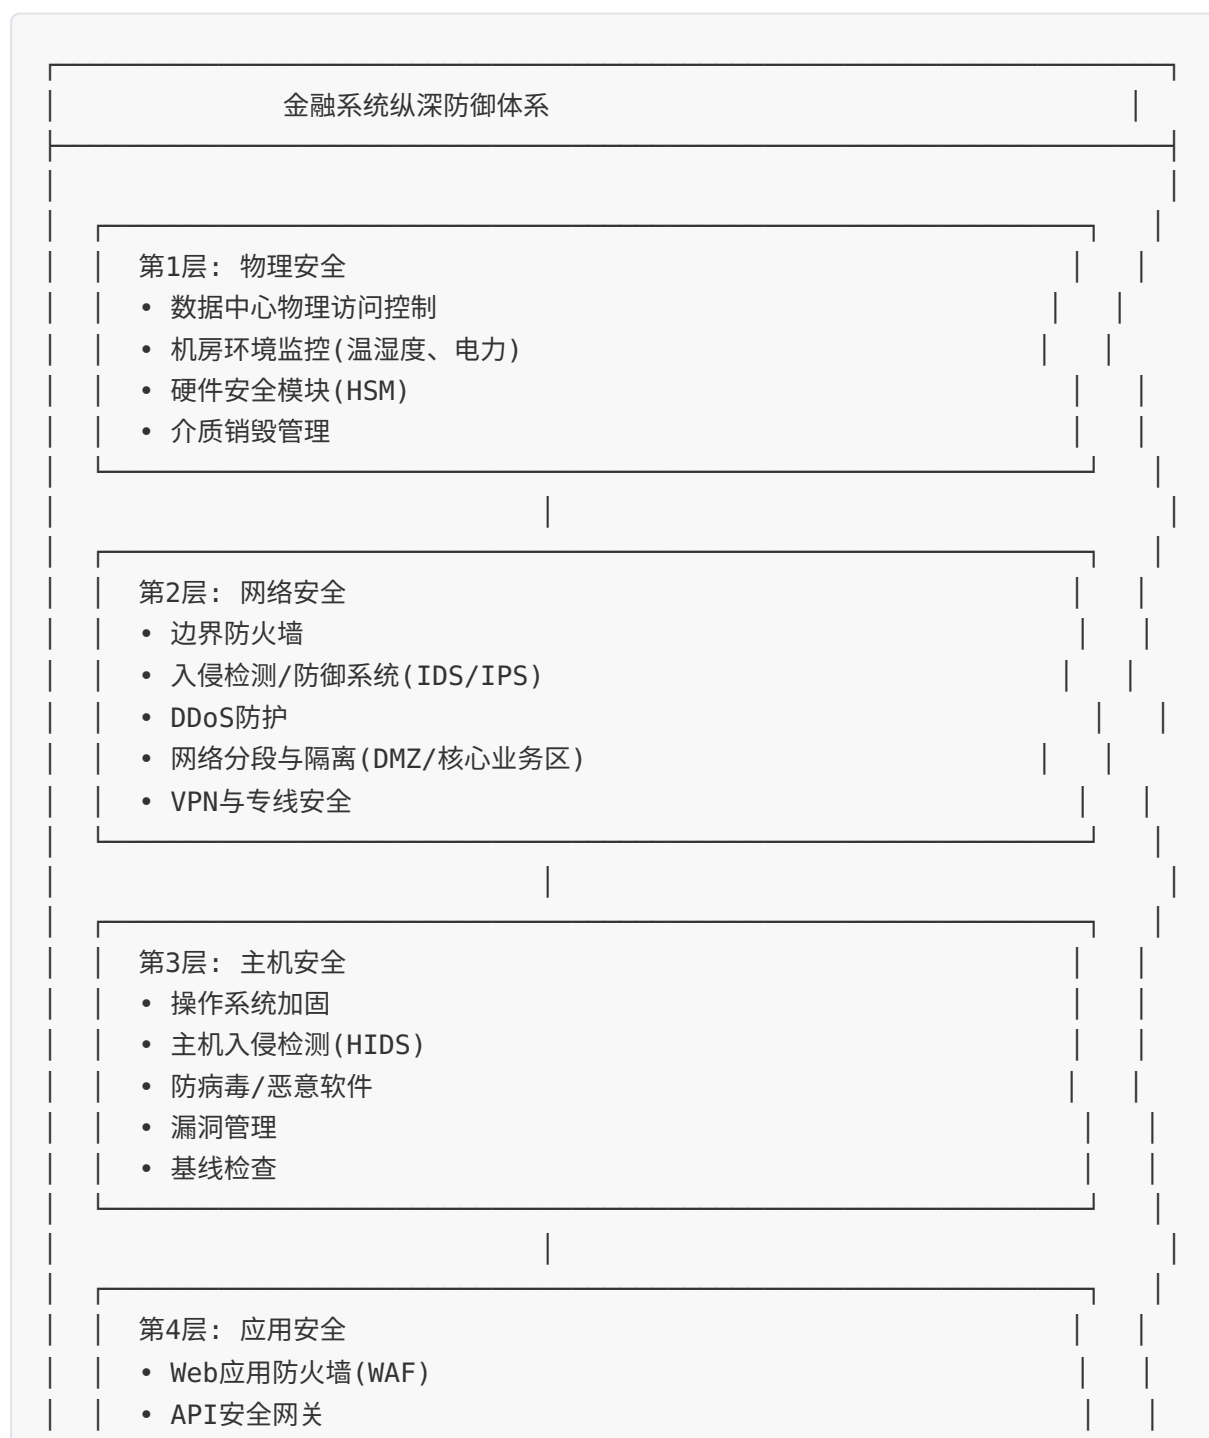 金融系统纵深防御体系
第1层: 物理安全
• 数据中心物理访问控制
• 机房环境监控(温湿度、电力)
• 硬件安全模块(HSM)
• 介质销毁管理
第2层: 网络安全
• 边界防火墙
• 入侵检测/防御系统(IDS/IPS)
• DDoS防护
• 网络分段与隔离(DMZ/核心业务区)
• VPN与专线安全
第3层: 主机安全
• 操作系统加固
• 主机入侵检测(HIDS)
• 防病毒/恶意软件
• 漏洞管理
• 基线检查
第4层: 应用安全
• Web应用防火墙(WAF)
• API安全网关